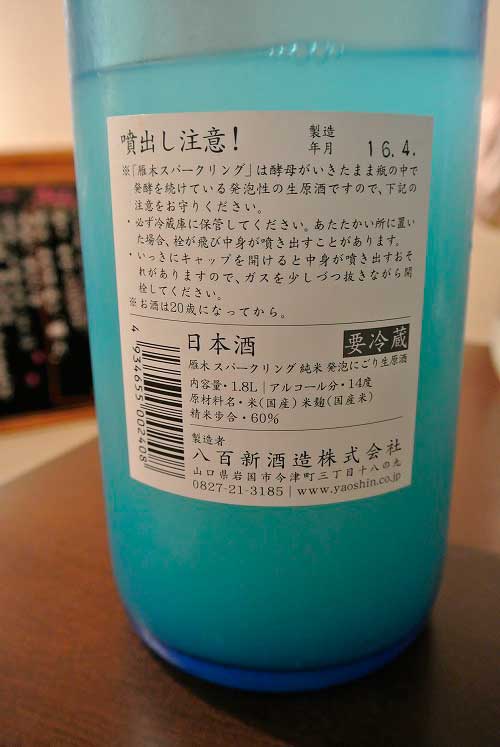 噴出し注意！
製造年月 16.4.
※「雁木スパークリング」は酵母がいきたまま瓶の中で
発酵を続けている発泡性の生原酒ですので、下記の
注意をお守りください。
・必ず冷蔵庫に保管してください。あたたかい所に置い
た場合、栓が飛び中身が噴き出すことがあります。
・いっきにキャップを開けると中身が噴き出すおそ
れがありますので、ガスを少しづつ抜きながら開
栓してください。
※お酒は20歳になってから。
日本酒 要冷蔵
雁木 スパークリング 純米 発泡にごり生原酒
内容量・1.8L | アルコール分・14度
原材料名・米(国産) 米麹(国産米)
精米歩合・60%
製造者
八百新酒造株式会社
山口県岩国市今津町三丁目十八の九
0827-21-3185 | www.yaoshin.co.jp
4 934655 002408